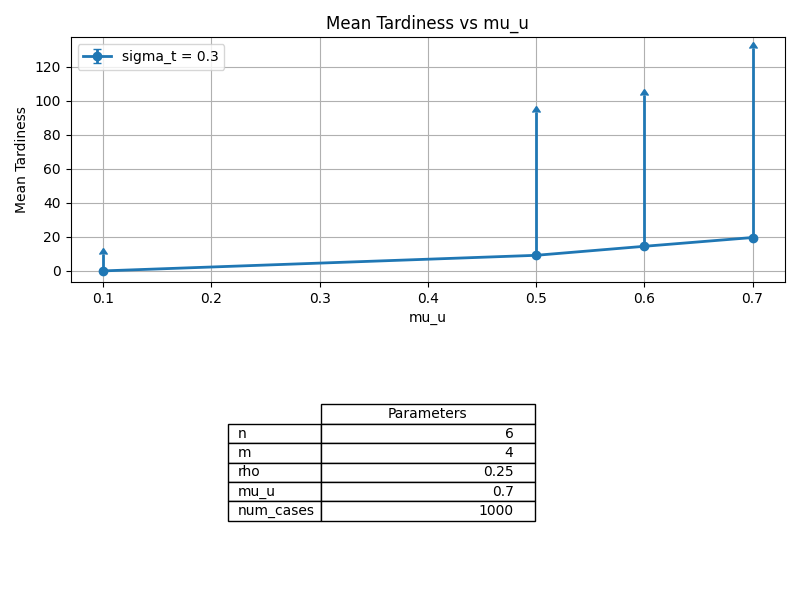 Mean Tardiness vs mu_u
sigma_t = 0.3
Mean Tardiness
120
100
80
60
40
20
0
0.1 0.2 0.3 0.4 0.5 0.6 0.7
mu_u
Parameters
n 6
m 4
rho 0.25
mu_u 0.7
num_cases 1000